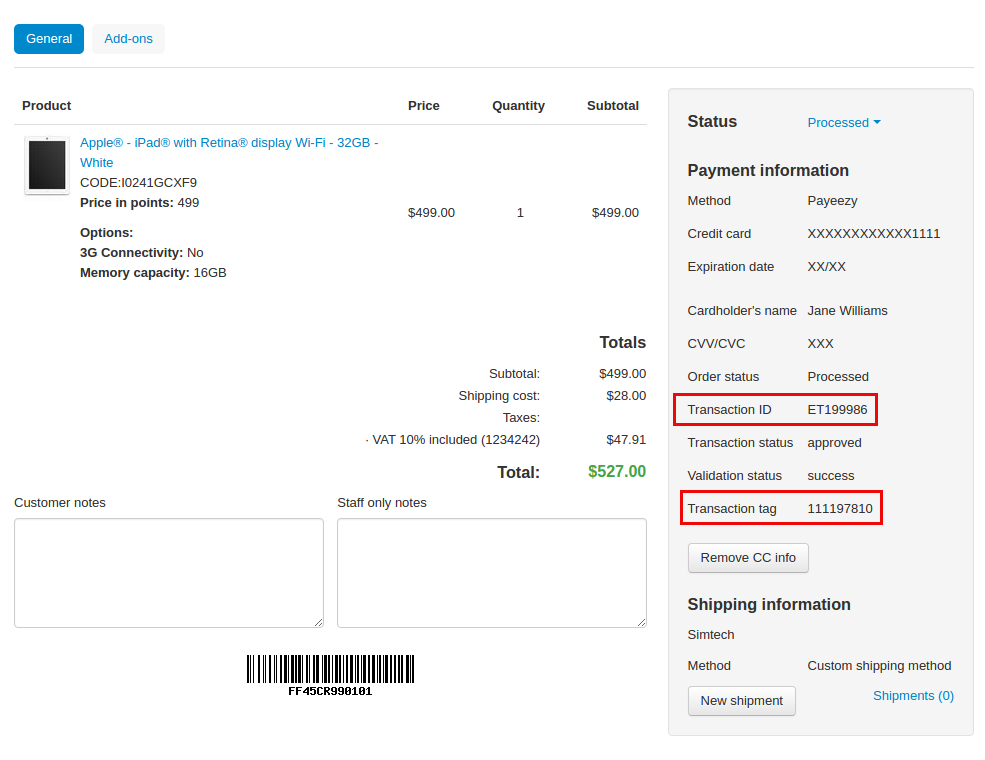 General Add-ons
Product Price Quantity Subtotal
Apple® - iPad® with Retina® display Wi-Fi - 32GB -
White
CODE:I0241GCXF9
Price in points: 499
$499.00 1 $499.00
Options:
3G Connectivity: No
Memory capacity: 16GB
Totals
Subtotal: $499.00
Shipping cost: $28.00
Taxes:
· VAT 10% included (1234242) $47.91
Total: $527.00
Customer notes
Staff only notes
FF45CR990101
Status Processed
Payment information
Method Payeezy
Credit card XXXXXXXXXXXX1111
Expiration date XX/XX
Cardholder's name Jane Williams
CVV/CVC XXX
Order status Processed
Transaction ID ET199986
Transaction status approved
Validation status success
Transaction tag 111197810
Remove CC info
Shipping information
Simtech
Method Custom shipping method
New shipment Shipments (0)